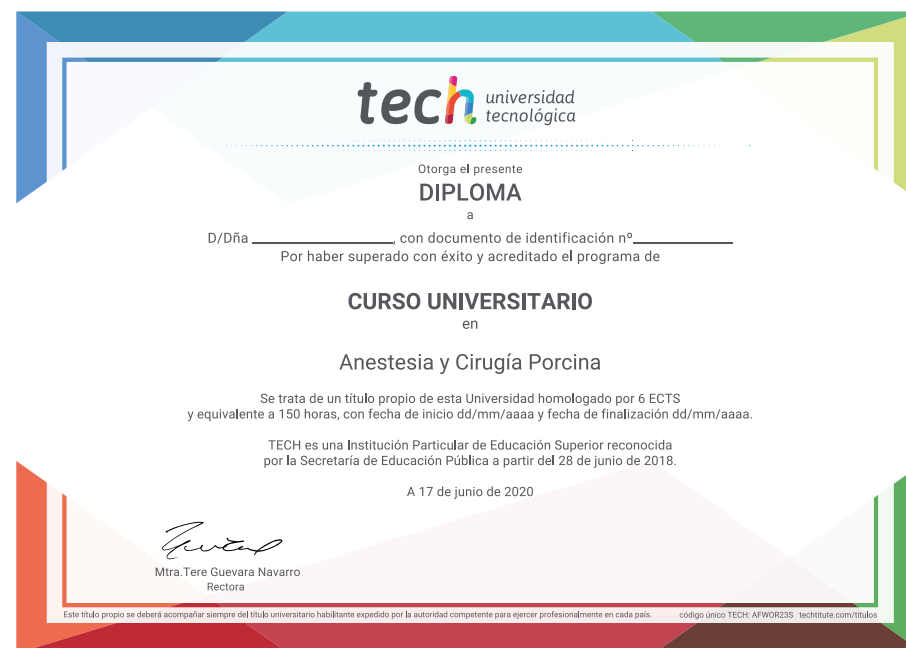 tech universidad
tecnológica
Otorga el presente
DIPLOMA
a
D/Dña ____________________, con documento de identificación nº______________
Por haber superado con éxito y acreditado el programa de
CURSO UNIVERSITARIO
en
Anestesia y Cirugía Porcina
Se trata de un título propio de esta Universidad homologado por 6 ECTS
y equivalente a 150 horas, con fecha de inicio dd/mm/aaaa y fecha de finalización dd/mm/aaaa.
TECH es una Institución Particular de Educación Superior reconocida
por la Secretaría de Educación Pública a partir del 28 de junio de 2018.
A 17 de junio de 2020
Mtra.Tere Guevara Navarro
Rectora
Este título propio se deberá acompañar siempre del título universitario habilitante expedido por la autoridad competente para ejercer profesionalmente en cada país. código único TECH: AFWOR23S techtitute.com/titulos